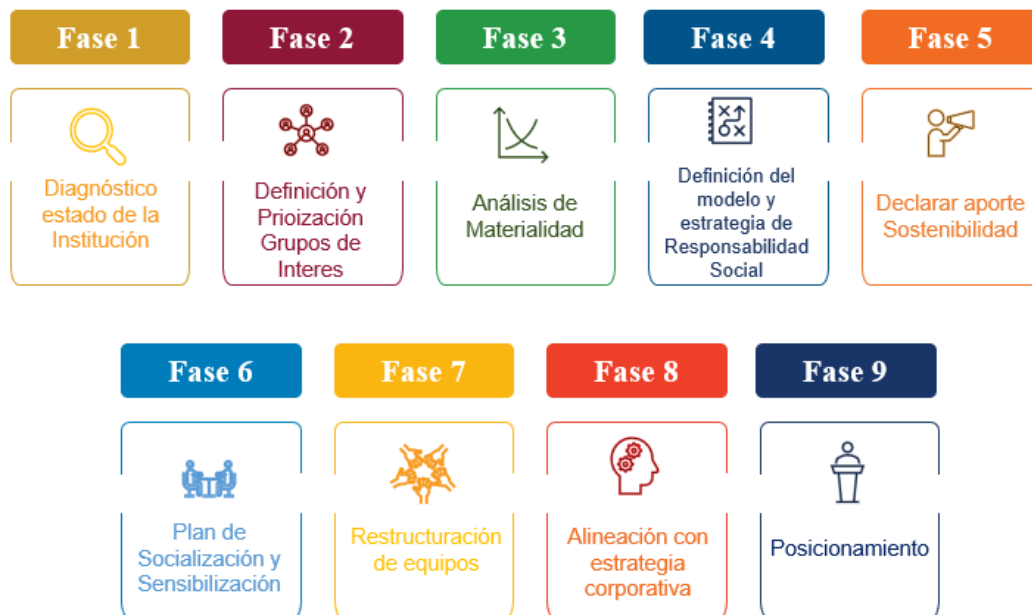 Fase 1
Fase 2
Fase 3
Fase 4
Fase 5
Diagnóstico
estado de la
Institución
Definición y
Prioización
Grupos de
Interes
Análisis de
Materialidad
Definición del
modelo y
estrategia de
Responsabilidad
Social
Declarar aporte
Sostenibilidad
Fase 6
Fase 7
Fase 8
Fase 9
Plan de
Socialización y
Sensibilización
Restructuración
de equipos
Alineación con
estrategia
corporativa
Posicionamiento